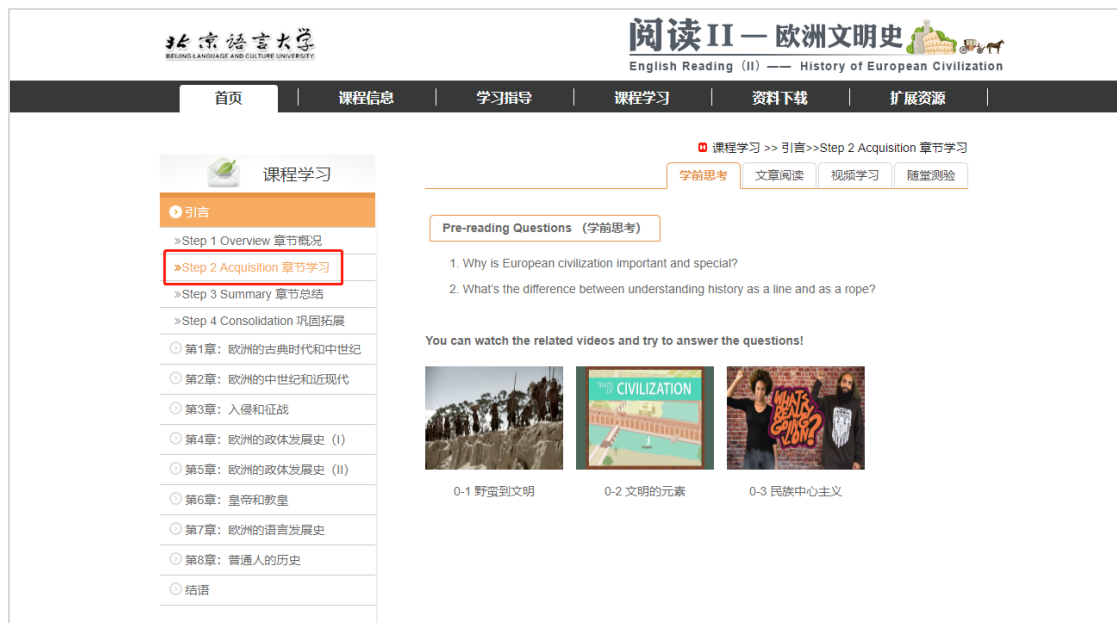 北京语言大学
BEIJING LANGUAGE AND CULTURE UNIVERSITY
阅读II — 欧洲文明史
English Reading（II）—— History of European Civilization
首页 课程信息 学习指导 课程学习 资料下载 扩展资源
课程学习 >> 引言>>Step 2 Acquisition 章节学习
课程学习
学前思考 文章阅读 视频学习 随堂测验
引言
»Step 1 Overview 章节概况
»Step 2 Acquisition 章节学习
»Step 3 Summary 章节总结
»Step 4 Consolidation 巩固拓展
第1章：欧洲的古典时代和中世纪
第2章：欧洲的中世纪和近现代
第3章：入侵和征战
第4章：欧洲的政体发展史（I）
第5章：欧洲的政体发展史（II）
第6章：皇帝和教皇
第7章：欧洲的语言发展史
第8章：普通人的历史
结语
Pre-reading Questions （学前思考）
1. Why is European civilization important and special?
2. What's the difference between understanding history as a line and as a rope?
You can watch the related videos and try to answer the questions!
CIVILIZATION
WHAT'S
REALLY
GOING
ON?
0-1 野蛮到文明
0-2 文明的元素
0-3 民族中心主义